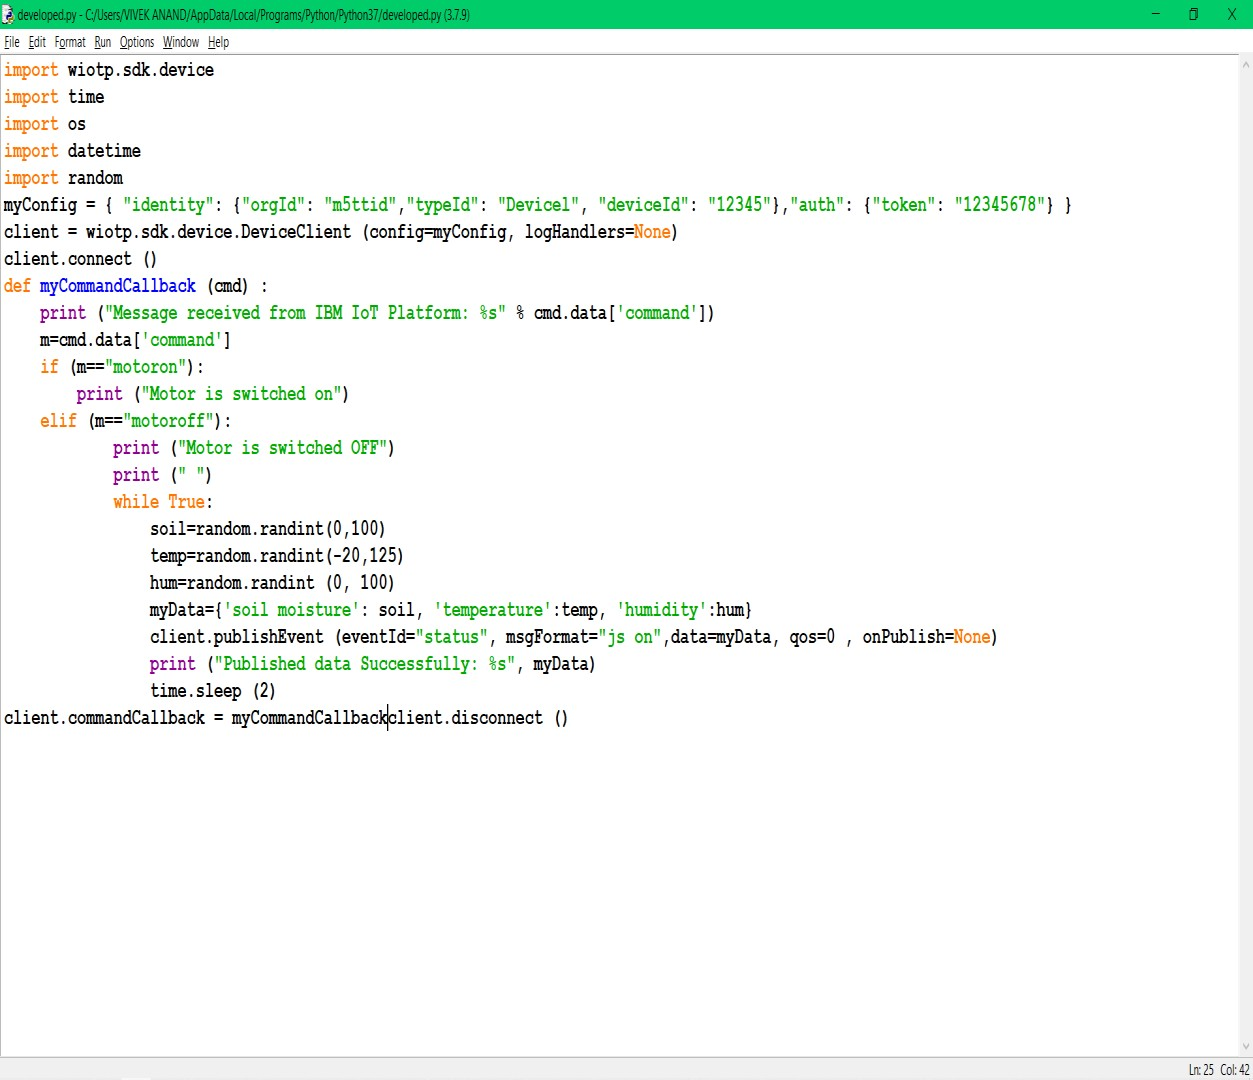 developed.py - C:/Users/VIVEK ANAND/AppData/Local/Programs/Python/Python37/developed.py (3.7.9)
File Edit Format Run Options Window Help
import wiotp.sdk.device
import time
import os
import datetime
import random
myConfig = { "identity": {"orgId": "m5ttid","typeId": "Devicel", "deviceId": "12345"},"auth": {"token": "12345678"} }
client = wiotp.sdk.device.DeviceClient (config=myConfig, logHandlers=None)
client.connect ()
def myCommandCallback (cmd) :
    print ("Message received from IBM IoT Platform: %s" % cmd.data['command'])
    m=cmd.data['command']
    if (m=="motoron"):
        print ("Motor is switched on")
    elif (m=="motoroff"):
            print ("Motor is switched OFF")
            print (" ")
            while True:
                soil=random.randint(0,100)
                temp=random.randint(-20,125)
                hum=random.randint (0, 100)
                myData={'soil moisture': soil, 'temperature':temp, 'humidity':hum}
                client.publishEvent (eventId="status", msgFormat="js on",data=myData, qos=0 , onPublish=None)
                print ("Published data Successfully: %s", myData)
                time.sleep (2)
client.commandCallback = myCommandCallbackclient.disconnect ()
Ln: 25 Col: 42